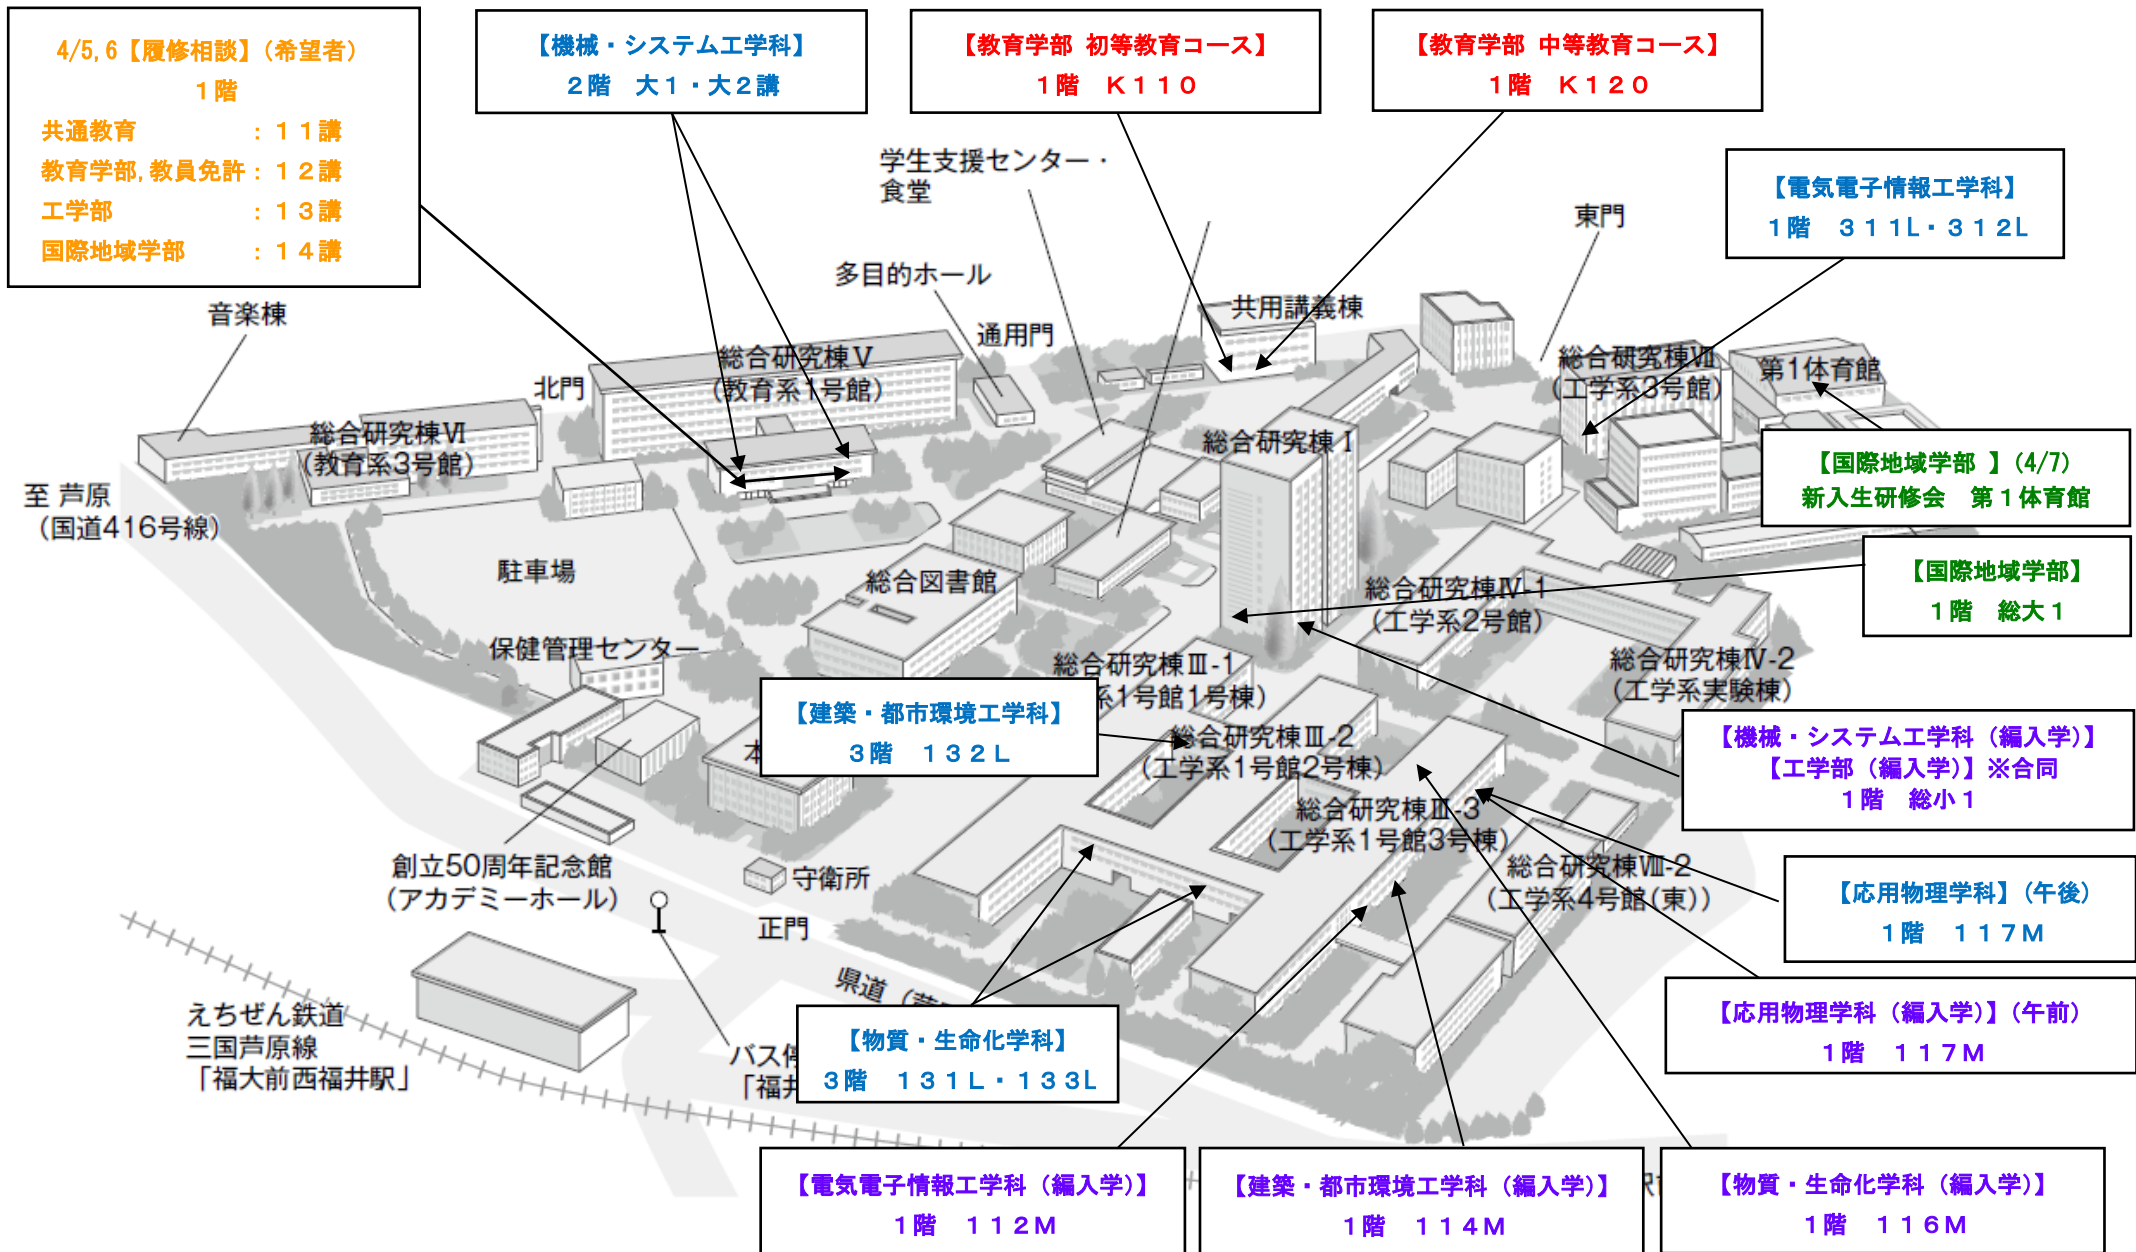 4/5,6【履修相談】(希望者)
1階
共通教育 :11講
教育学部,教員免許:12講
工学部 :13講
国際地域学部 :14講
【機械・システム工学科】
2階 大1・大2講
【教育学部 初等教育コース】
1階 K110
【教育学部 中等教育コース】
1階 K120
学生支援センター・
食堂
【電気電子情報工学科】
1階 311L・312L
東門
多目的ホール
音楽棟
共用講義棟
通用門
総合研究棟Ⅴ
(教育系1号館)
北門
総合研究棟Ⅶ
(工学系3号館)
第1体育館
総合研究棟Ⅵ
(教育系3号館)
総合研究棟Ⅰ
【国際地域学部 】(4/7)
新入生研修会 第1体育館
至 芦原
(国道416号線)
駐車場
総合図書館
【国際地域学部】
1階 総大1
総合研究棟Ⅳ-1
(工学系2号館)
保健管理センター
総合研究棟Ⅲ-1
系1号館1号棟)
総合研究棟Ⅳ-2
(工学系実験棟)
【建築・都市環境工学科】
3階 132L
本
総合研究棟Ⅲ-2
(工学系1号館2号棟)
【機械・システム工学科(編入学)】
【工学部(編入学)】※合同
1階 総小1
総合研究棟Ⅲ-3
(工学系1号館3号棟)
創立50周年記念館
(アカデミーホール)
守衛所
総合研究棟Ⅷ-2
(工学系4号館(東))
【応用物理学科】(午後)
1階 117M
正門
県道(
えちぜん鉄道
三国芦原線
「福大前西福井駅」
バス停
「福井
【物質・生命化学科】
3階 131L・133L
【応用物理学科(編入学)】(午前)
1階 117M
【電気電子情報工学科(編入学)】
1階 112M
【建築・都市環境工学科(編入学)】
1階 114M
【物質・生命化学科(編入学)】
1階 116M